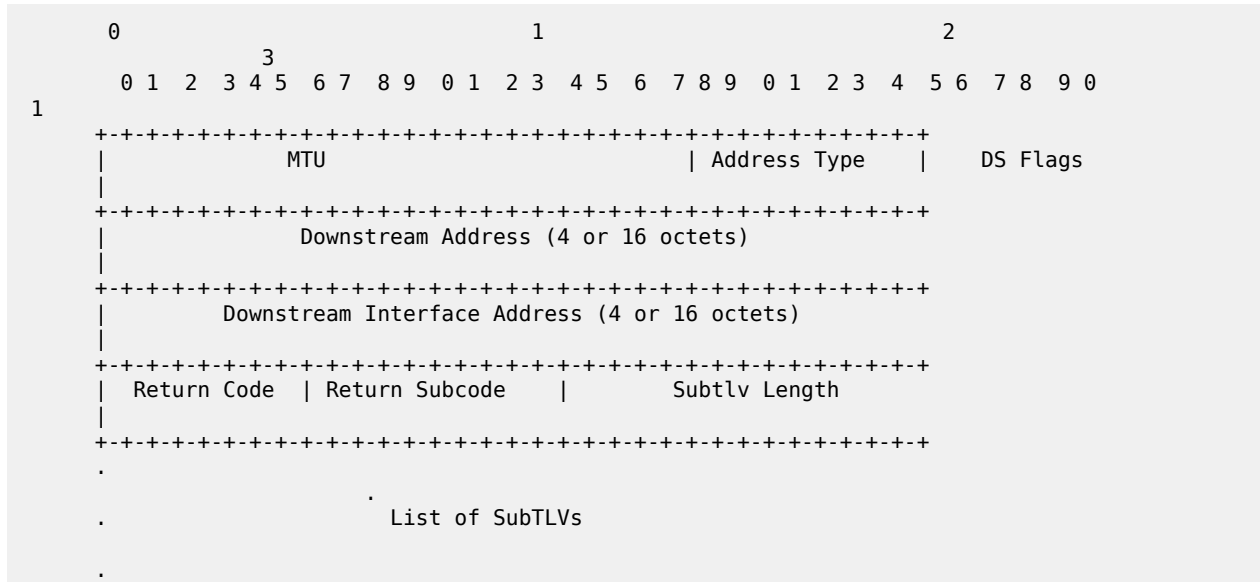 0 1 2
3
0 1 2 3 4 5 6 7 8 9 0 1 2 3 4 5 6 7 8 9 0 1 2 3 4 5 6 7 8 9 0
1
+-+-+-+-+-+-+-+-+-+-+-+-+-+-+-+-+-+-+-+-+-+-+-+-+-+-+-+-+-+-+-+-+
| MTU | Address Type | DS Flags
|
+-+-+-+-+-+-+-+-+-+-+-+-+-+-+-+-+-+-+-+-+-+-+-+-+-+-+-+-+-+-+-+-+
| Downstream Address (4 or 16 octets)
|
+-+-+-+-+-+-+-+-+-+-+-+-+-+-+-+-+-+-+-+-+-+-+-+-+-+-+-+-+-+-+-+-+
| Downstream Interface Address (4 or 16 octets)
|
+-+-+-+-+-+-+-+-+-+-+-+-+-+-+-+-+-+-+-+-+-+-+-+-+-+-+-+-+-+-+-+-+
| Return Code | Return Subcode | Subtlv Length
|
+-+-+-+-+-+-+-+-+-+-+-+-+-+-+-+-+-+-+-+-+-+-+-+-+-+-+-+-+-+-+-+-+
.
.
. List of SubTLVs
.